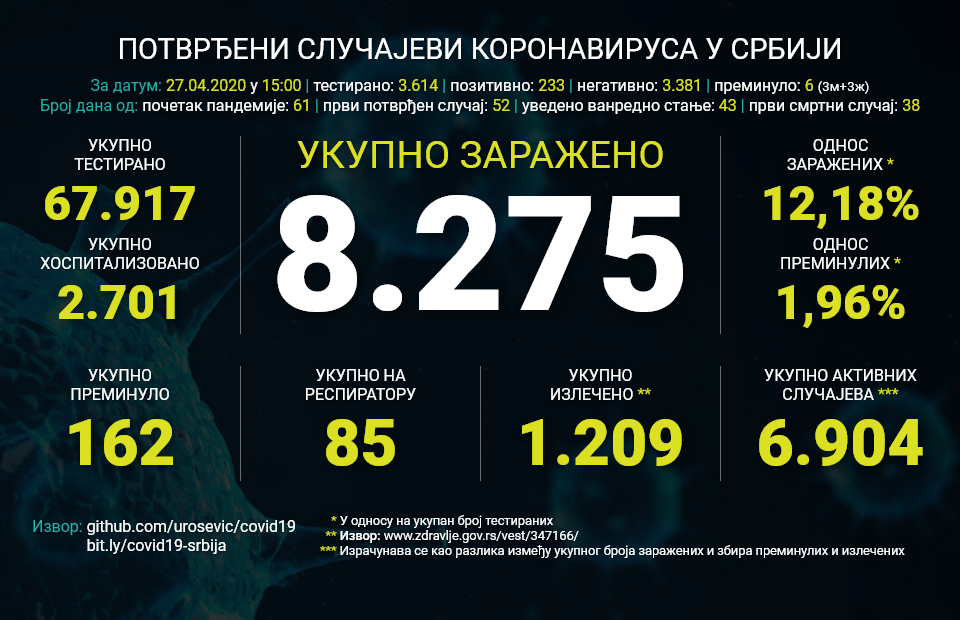 ПОТВРЂЕНИ СЛУЧАЈЕВИ КОРОНАВИРУСА У СРБИЈИ
За датум: 27.04.2020 у 15:00 | тестирано: 3.614 | позитивно: 233 | негативно: 3.381 | преминуло: 6 (3м+3ж)
Број дана од: почетак пандемије: 61 | први потврђен случај: 52 | уведено ванредно стање: 43 | први смртни случај: 38
УКУПНО
ТЕСТИРАНО
67.917
УКУПНО
ХОСПИТАЛИЗОВАНО
2.701
УКУПНО ЗАРАЖЕНО
8.275
ОДНОС
ЗАРАЖЕНИХ *
12,18%
ОДНОС
ПРЕМИНУЛИХ *
1,96%
УКУПНО
ПРЕМИНУЛО
162
УКУПНО НА
РЕСПИРАТОРУ
85
УКУПНО
ИЗЛЕЧЕНО **
1.209
УКУПНО АКТИВНИХ
СЛУЧАЈЕВА ***
6.904
Извор: github.com/urosevic/covid19
bit.ly/covid19-srbija
* У односу на укупан број тестираних
** Извор: www.zdravlje.gov.rs/vest/347166/
*** Израчунава се као разлика између укупног броја заражених и збира преминулих и излечених